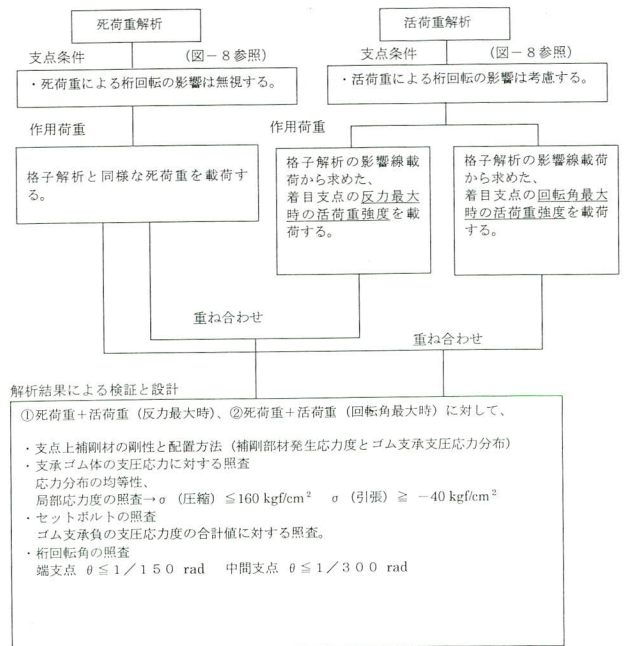 死荷重解析
活荷重解析
支点条件 （図－８参照）
支点条件 （図－８参照）
・死荷重による桁回転の影響は無視する。
・活荷重による桁回転の影響は考慮する。
作用荷重
作用荷重
格子解析と同様な死荷重を載荷す
る。
格子解析の影響線載
荷から求めた、
着目支点の反力最大
時の活荷重強度を載
荷する。
格子解析の影響線載荷
から求めた、
着目支点の回転角最大
時の活荷重強度を載荷
する。
重ね合わせ
重ね合わせ
解析結果による検証と設計
①死荷重＋活荷重（反力最大時）、②死荷重＋活荷重（回転角最大時）に対して、
・支点上補剛材の剛性と配置方法（補剛部材発生応力度とゴム支承支圧応力分布）
・支承ゴム体の支圧応力に対する照査
応力分布の均等性、
局部応力度の照査→σ（圧縮）≦160 kgf/cm² σ（引張）≧ －40 kgf/cm²
・セットボルトの照査
ゴム支承負の支圧応力度の合計値に対する照査。
・桁回転角の照査
端支点 θ≦１／１５０ rad 中間支点 θ≦１／３００ rad